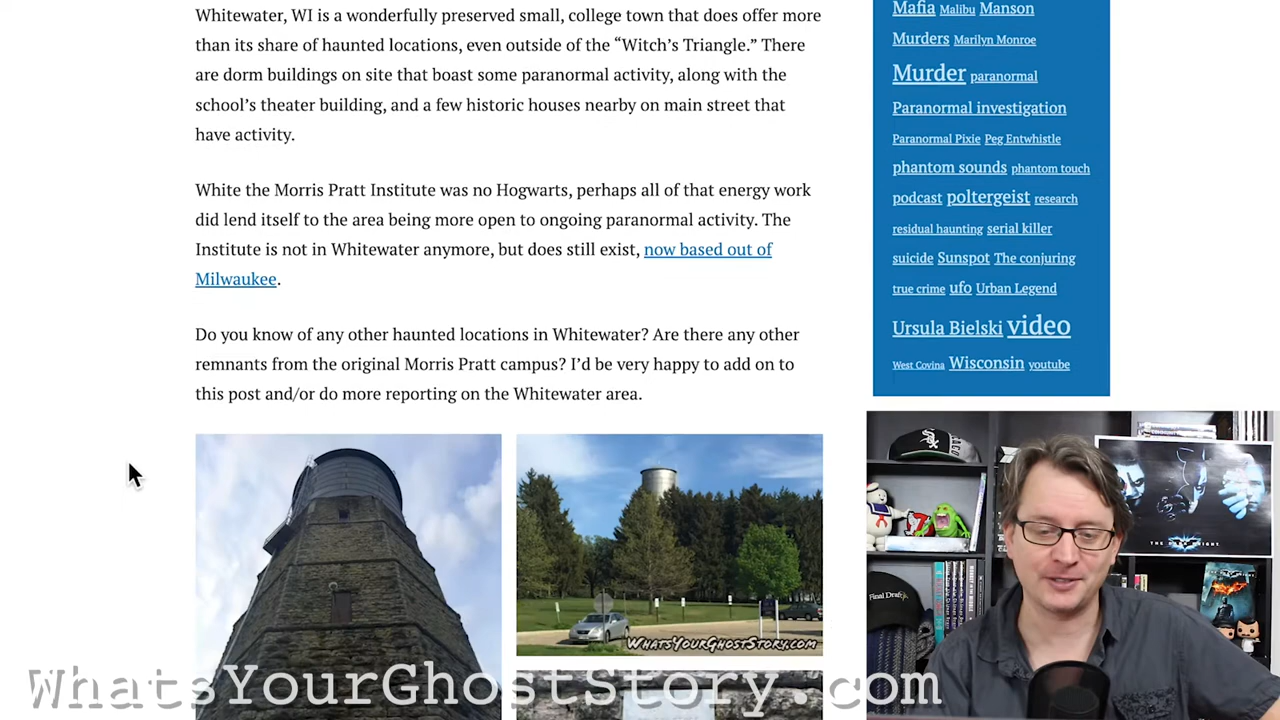 Whitewater, WI is a wonderfully preserved small, college town that does offer more
than its share of haunted locations, even outside of the “Witch’s Triangle.” There
are dorm buildings on site that boast some paranormal activity, along with the
school’s theater building, and a few historic houses nearby on main street that
have activity.
White the Morris Pratt Institute was no Hogwarts, perhaps all of that energy work
did lend itself to the area being more open to ongoing paranormal activity. The
Institute is not in Whitewater anymore, but does still exist, now based out of
Milwaukee.
Do you know of any other haunted locations in Whitewater? Are there any other
remnants from the original Morris Pratt campus? I’d be very happy to add on to
this post and/or do more reporting on the Whitewater area.
Mafia Malibu Manson
Murders Marilyn Monroe
Murder paranormal
Paranormal investigation
Paranormal Pixie Peg Entwhistle
phantom sounds phantom touch
podcast poltergeist research
residual haunting serial killer
suicide Sunspot The conjuring
true crime ufo Urban Legend
Ursula Bielski video
West Covina Wisconsin youtube
WHATSYOURGHOSTSTORY.COM
THE DARK KNIGHT
Final Draft
WhatsYourGhostStory.com